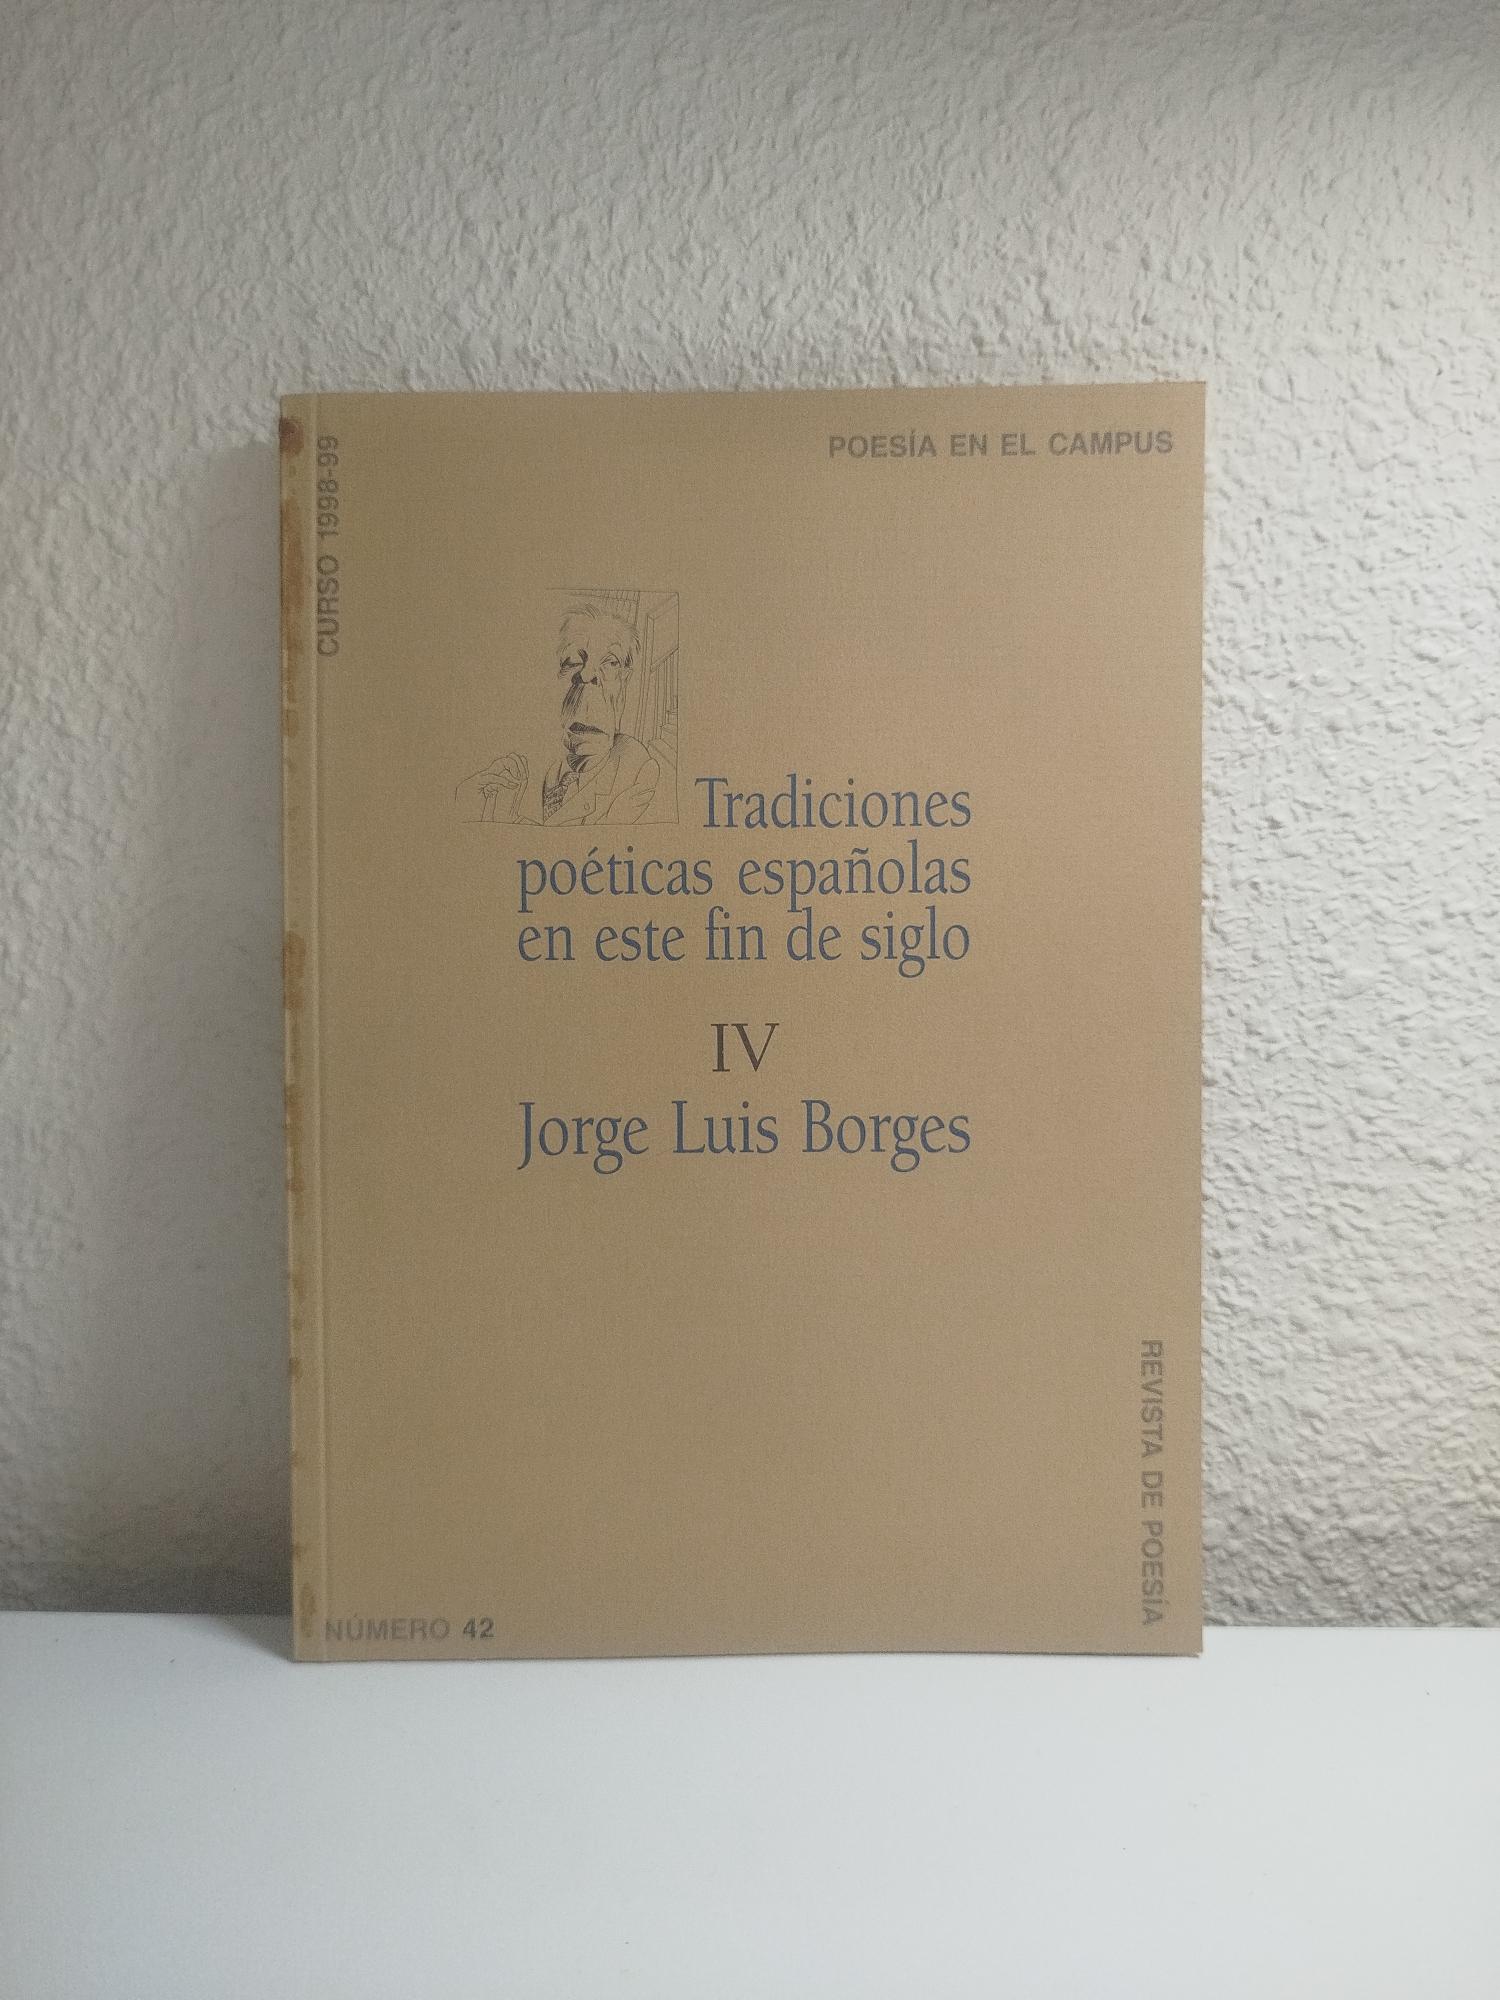 POESÍA EN EL CAMPUS
CURSO 1998-99
Tradiciones
poéticas españolas
en este fin de siglo
IV
Jorge Luis Borges
REVISTA DE POESÍA
NÚMERO 42